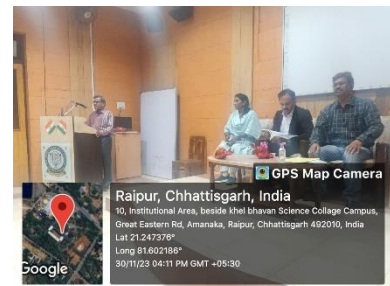 GPS Map Camera
Raipur, Chhattisgarh, India
10, Institutional Area, beside khel bhavan Science Collage Campus,
Great Eastern Rd, Amanaka, Raipur, Chhattisgarh 492010, India
Lat 21.247376°
Long 81.602186°
30/11/23 04:11 PM GMT +05:30
Google